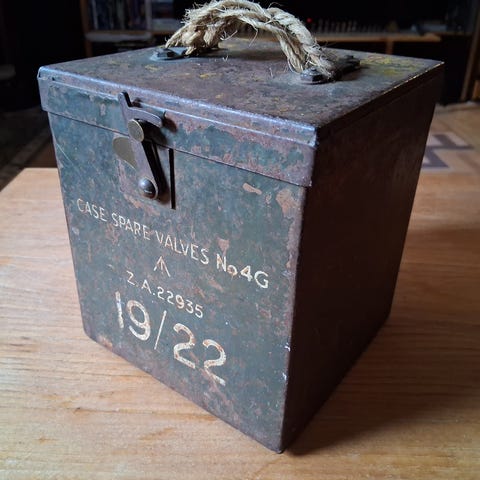 CASE SPARE VALVES No4G
Z.A.22935
19/22